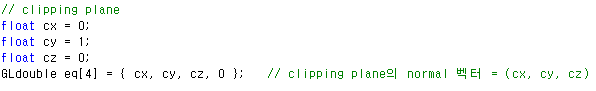 // clipping plane
float cx = 0;
float cy = 1;
float cz = 0;
GLdouble eq[4] = { cx, cy, cz, 0 }; // clipping plane의 normal 벡터 = (cx, cy, cz)